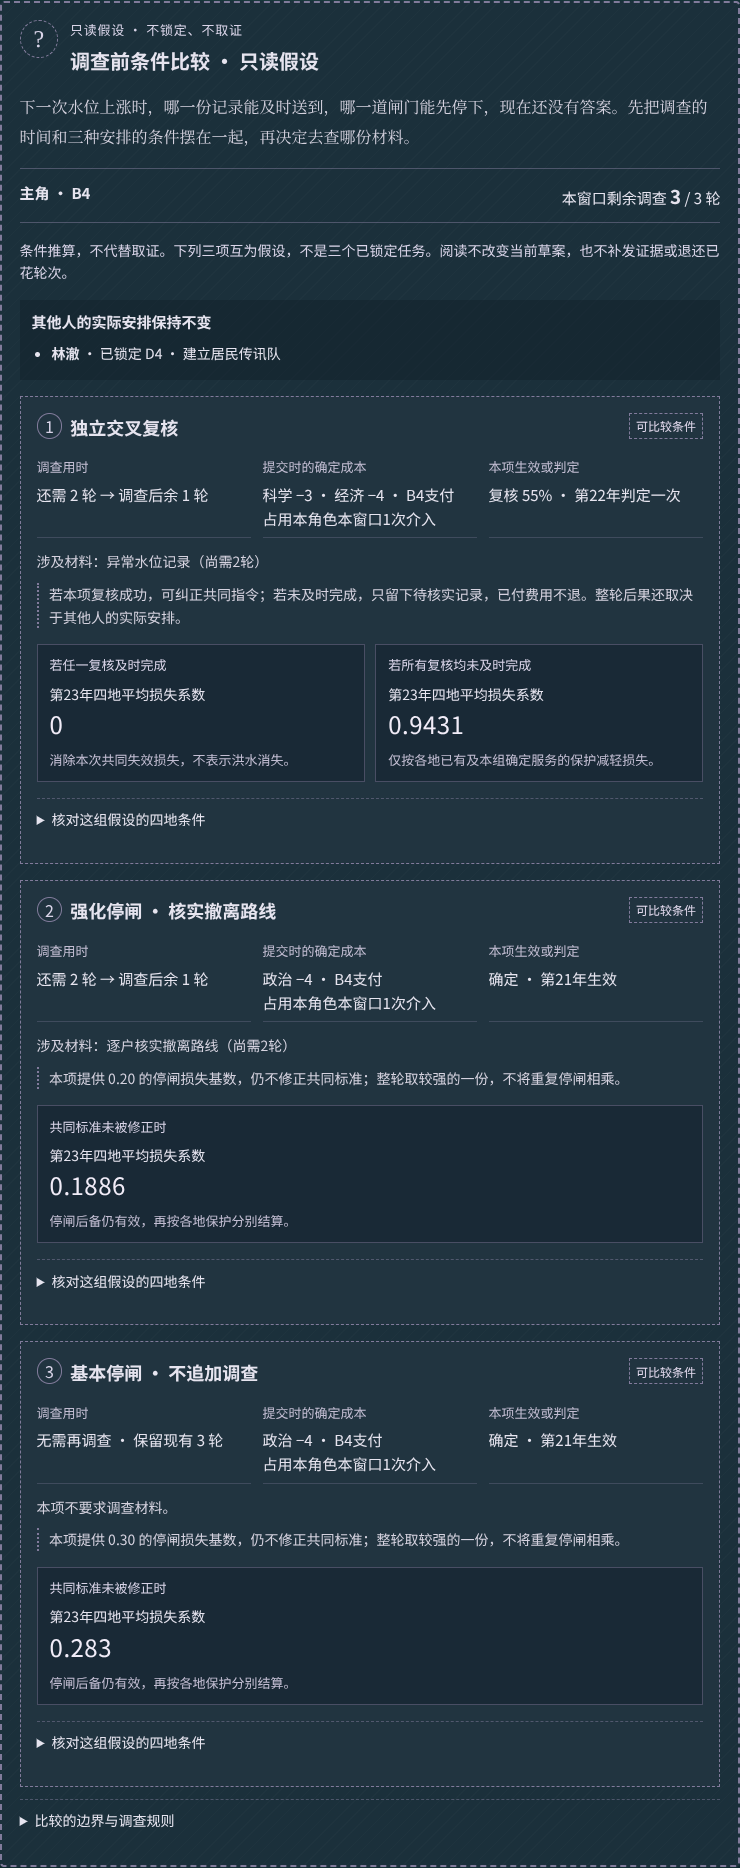 ?
只读假设 · 不锁定、不取证
调查前条件比较 · 只读假设
下一次水位上涨时，哪一份记录能及时送到，哪一道闸门能先停下，现在还没有答案。先把调查的
时间和三种安排的条件摆在一起，再决定去查哪份材料。
主角 · B4
本窗口剩余调查 3 / 3 轮
条件推算，不代替取证。下列三项互为假设，不是三个已锁定任务。阅读不改变当前草案，也不补发证据或退还已
花轮次。
其他人的实际安排保持不变
• 林澈 · 已锁定 D4 · 建立居民传讯队
1 独立交叉复核
可比较条件
调查用时
还需 2 轮 → 调查后余 1 轮
提交时的确定成本
科学 −3 · 经济 −4 · B4支付
占用本角色本窗口1次介入
本项生效或判定
复核 55% · 第22年判定一次
涉及材料：异常水位记录（尚需2轮）
若本项复核成功，可纠正共同指令；若未及时完成，只留下待核实记录，已付费用不退。整轮后果还取决
于其他人的实际安排。
若任一复核及时完成
第23年四地平均损失系数
0
消除本次共同失效损失，不表示洪水消失。
若所有复核均未及时完成
第23年四地平均损失系数
0.9431
仅按各地已有及本组确定服务的保护减轻损失。
▶ 核对这组假设的四地条件
2 强化停闸 · 核实撤离路线
可比较条件
调查用时
还需 2 轮 → 调查后余 1 轮
提交时的确定成本
政治 −4 · B4支付
占用本角色本窗口1次介入
本项生效或判定
确定 · 第21年生效
涉及材料：逐户核实撤离路线（尚需2轮）
本项提供 0.20 的停闸损失基数，仍不修正共同标准；整轮取较强的一份，不将重复停闸相乘。
共同标准未被修正时
第23年四地平均损失系数
0.1886
停闸后备仍有效，再按各地保护分别结算。
▶ 核对这组假设的四地条件
3 基本停闸 · 不追加调查
可比较条件
调查用时
无需再调查 · 保留现有 3 轮
提交时的确定成本
政治 −4 · B4支付
占用本角色本窗口1次介入
本项生效或判定
确定 · 第21年生效
本项不要求调查材料。
本项提供 0.30 的停闸损失基数，仍不修正共同标准；整轮取较强的一份，不将重复停闸相乘。
共同标准未被修正时
第23年四地平均损失系数
0.283
停闸后备仍有效，再按各地保护分别结算。
▶ 核对这组假设的四地条件
▶ 比较的边界与调查规则